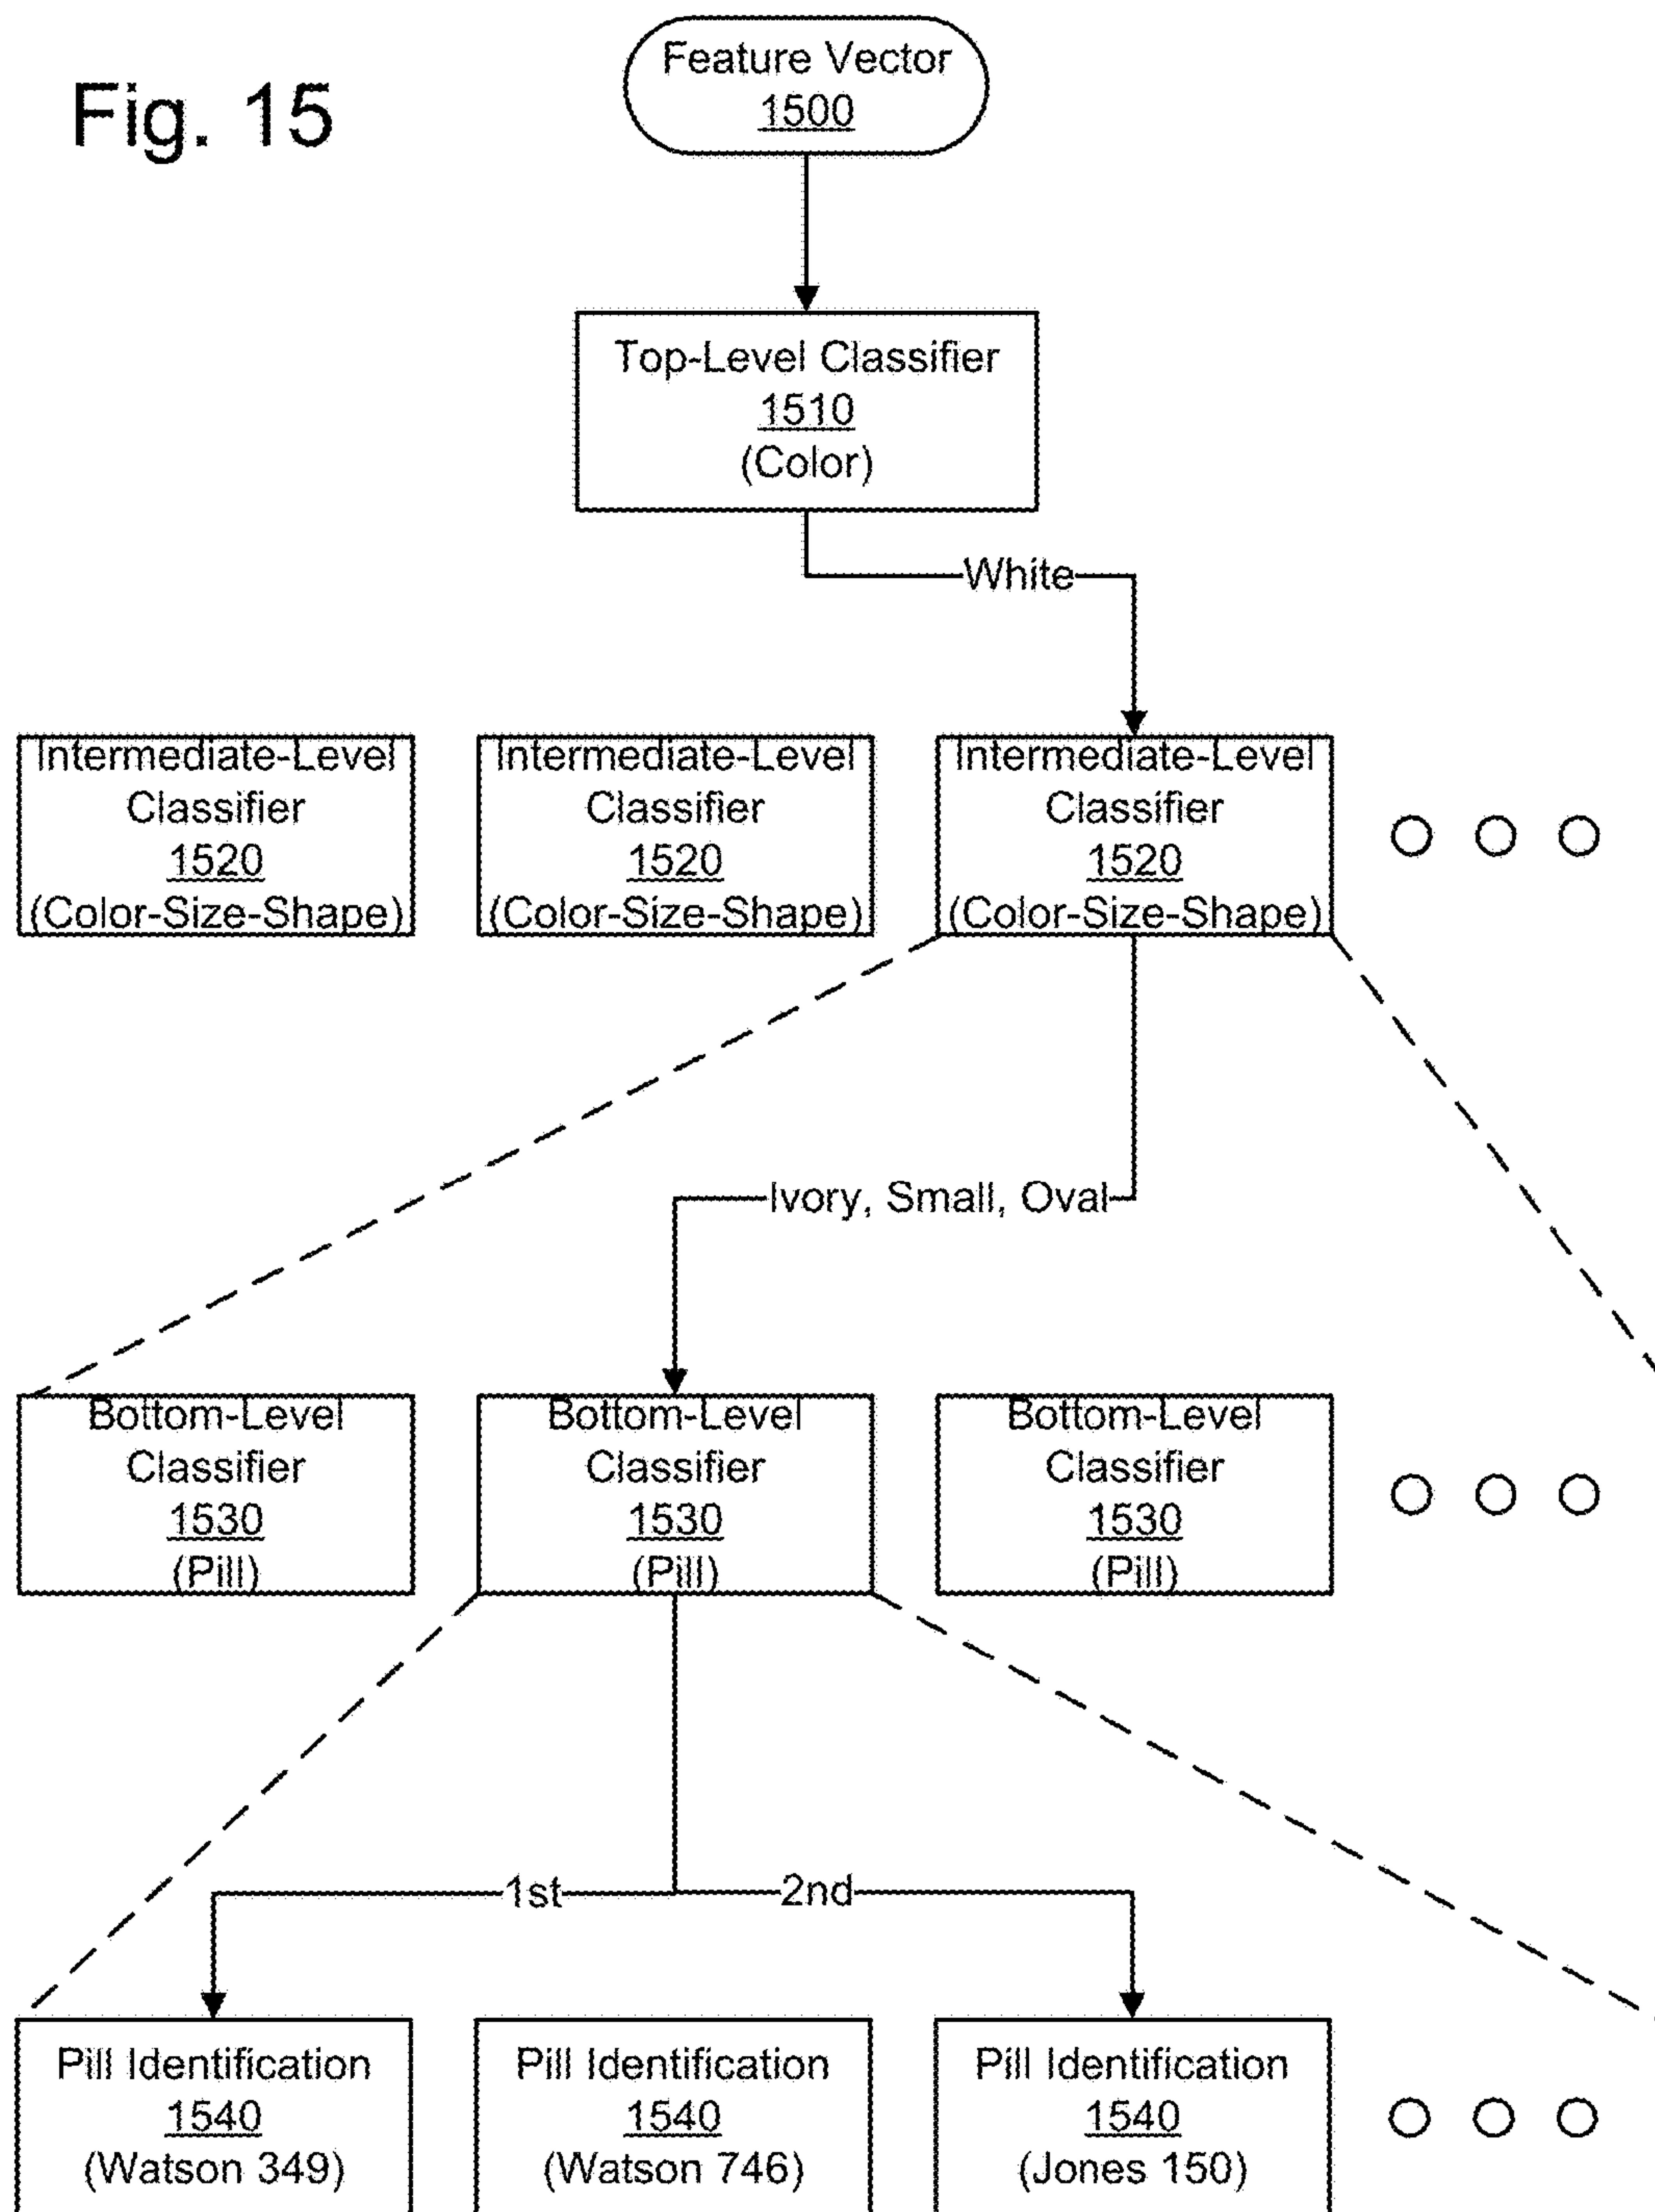 Fig. 15
Feature Vector
1500
Top-Level Classifier
1510
(Color)
White
Intermediate-Level
Classifier
1520
(Color-Size-Shape)
Intermediate-Level
Classifier
1520
(Color-Size-Shape)
Intermediate-Level
Classifier
1520
(Color-Size-Shape)
Ivory, Small, Oval
Bottom-Level
Classifier
1530
(Pill)
Bottom-Level
Classifier
1530
(Pill)
Bottom-Level
Classifier
1530
(Pill)
1st
2nd
Pill Identification
1540
(Watson 349)
Pill Identification
1540
(Watson 746)
Pill Identification
1540
(Jones 150)